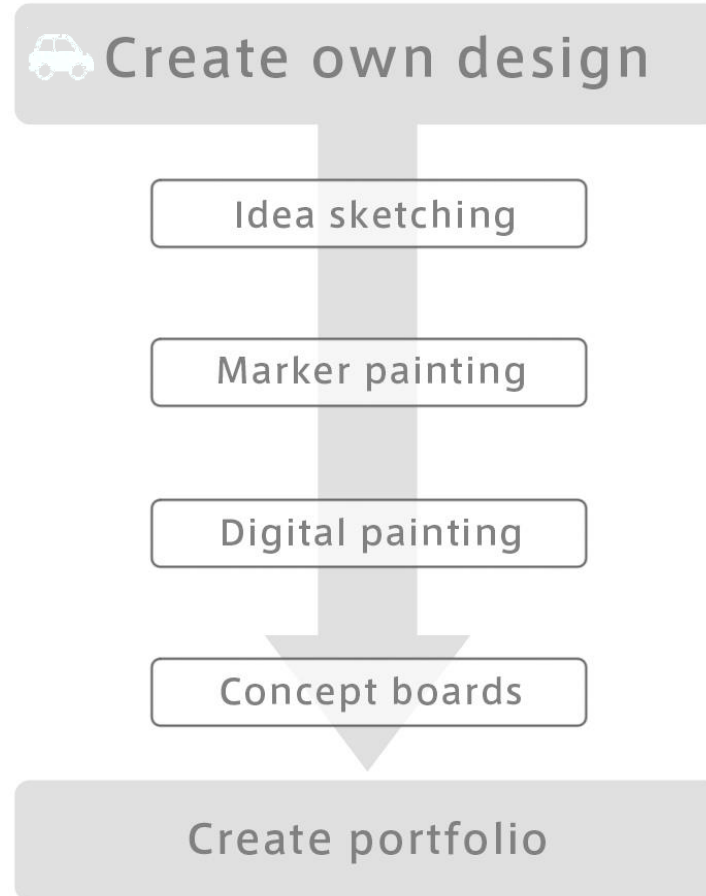 Create own design
Idea sketching
Marker painting
Digital painting
Concept boards
Create portfolio